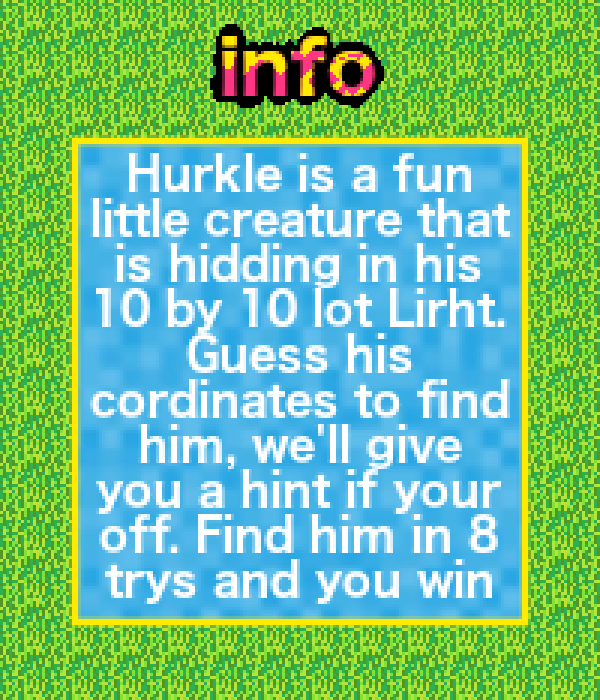 info
Hurkle is a fun
little creature that
is hidding in his
10 by 10 lot Lirht.
Guess his
cordinates to find
him, we'll give
you a hint if your
off. Find him in 8
trys and you win